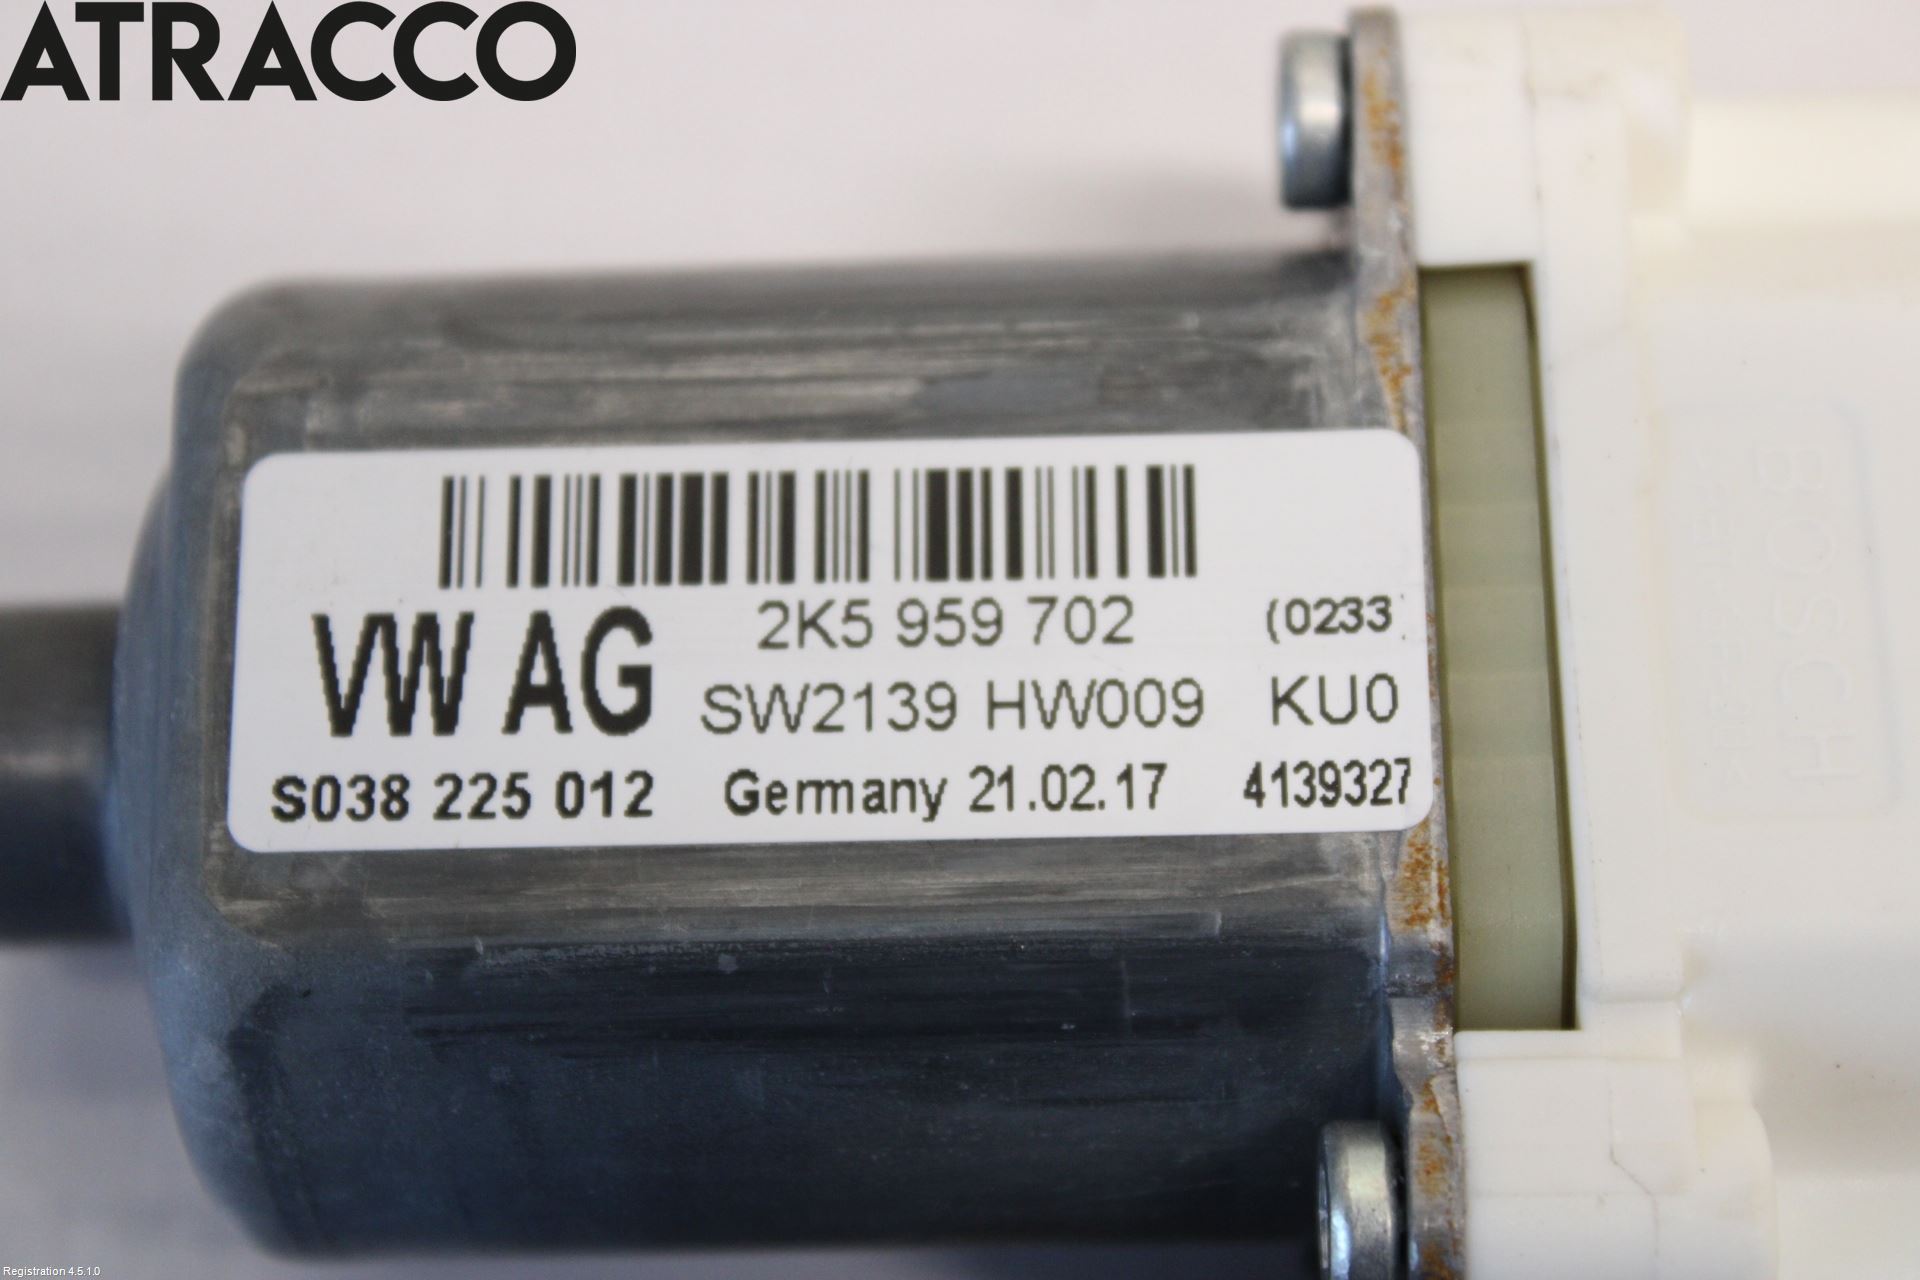 ATRACCO
2K5 959 702 (0233
VW AG
SW2139 HW009 KU0
S038 225 012 Germany 21.02.17 4139327
BOSCH
Registration 4.5.1.0